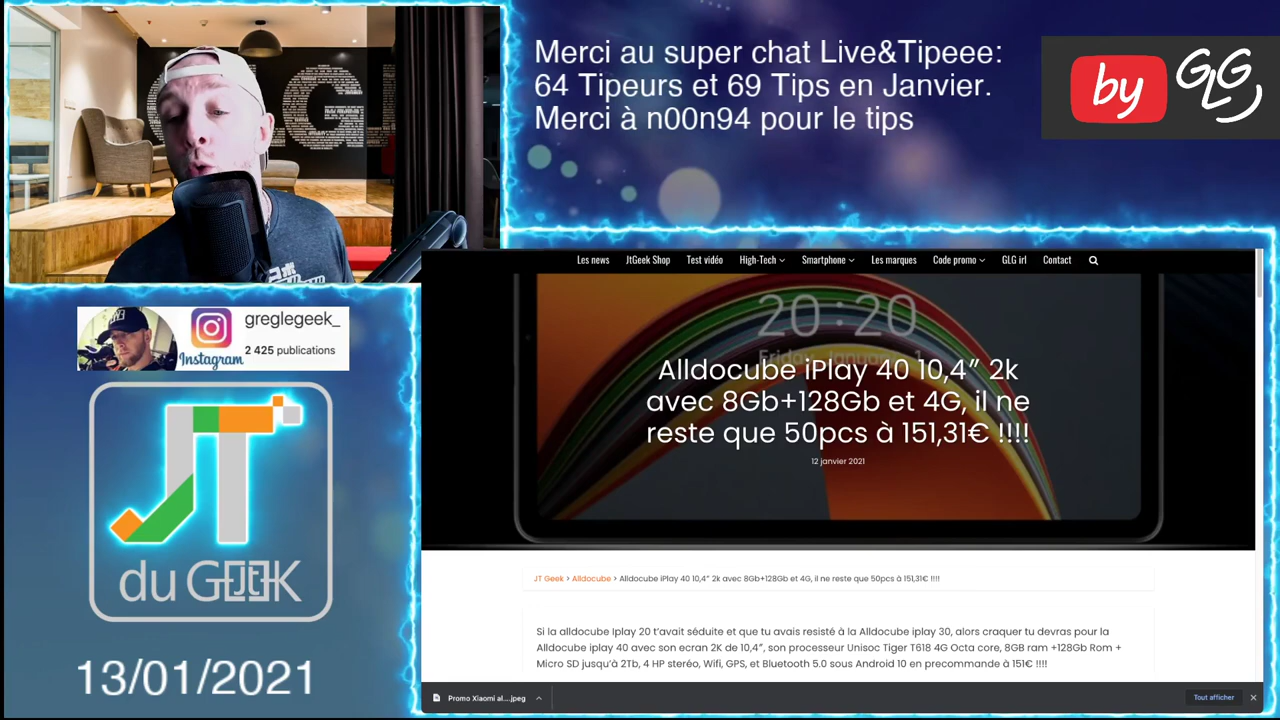 Merci au super chat Live&Tipeee:
64 Tipeurs et 69 Tips en Janvier.
Merci à n00n94 pour le tips
by GLG
greglegeek_
2 425 publications
Instagram
JT
du GEEK
13/01/2021
Les news JtGeek Shop Test vidéo High-Tech Smartphone Les marques Code promo GLG irl Contact
20:20
Friday, January 1
Alldocube iPlay 40 10,4″ 2k
avec 8Gb+128Gb et 4G, il ne
reste que 50pcs à 151,31€ !!!!
12 janvier 2021
JT Geek > Alldocube > Alldocube iPlay 40 10,4″ 2k avec 8Gb+128Gb et 4G, il ne reste que 50pcs à 151,31€ !!!!
Si la alldocube Iplay 20 t'avait séduite et que tu avais resisté à la Alldocube iplay 30, alors craquer tu devras pour la
Alldocube iplay 40 avec son ecran 2K de 10,4″, son processeur Unisoc Tiger T618 4G Octa core, 8GB ram +128Gb Rom +
Micro SD jusqu'à 2Tb, 4 HP stereó, Wifi, GPS, et Bluetooth 5.0 sous Android 10 en precommande à 151€ !!!!
Promo Xiaomi al....jpeg
Tout afficher